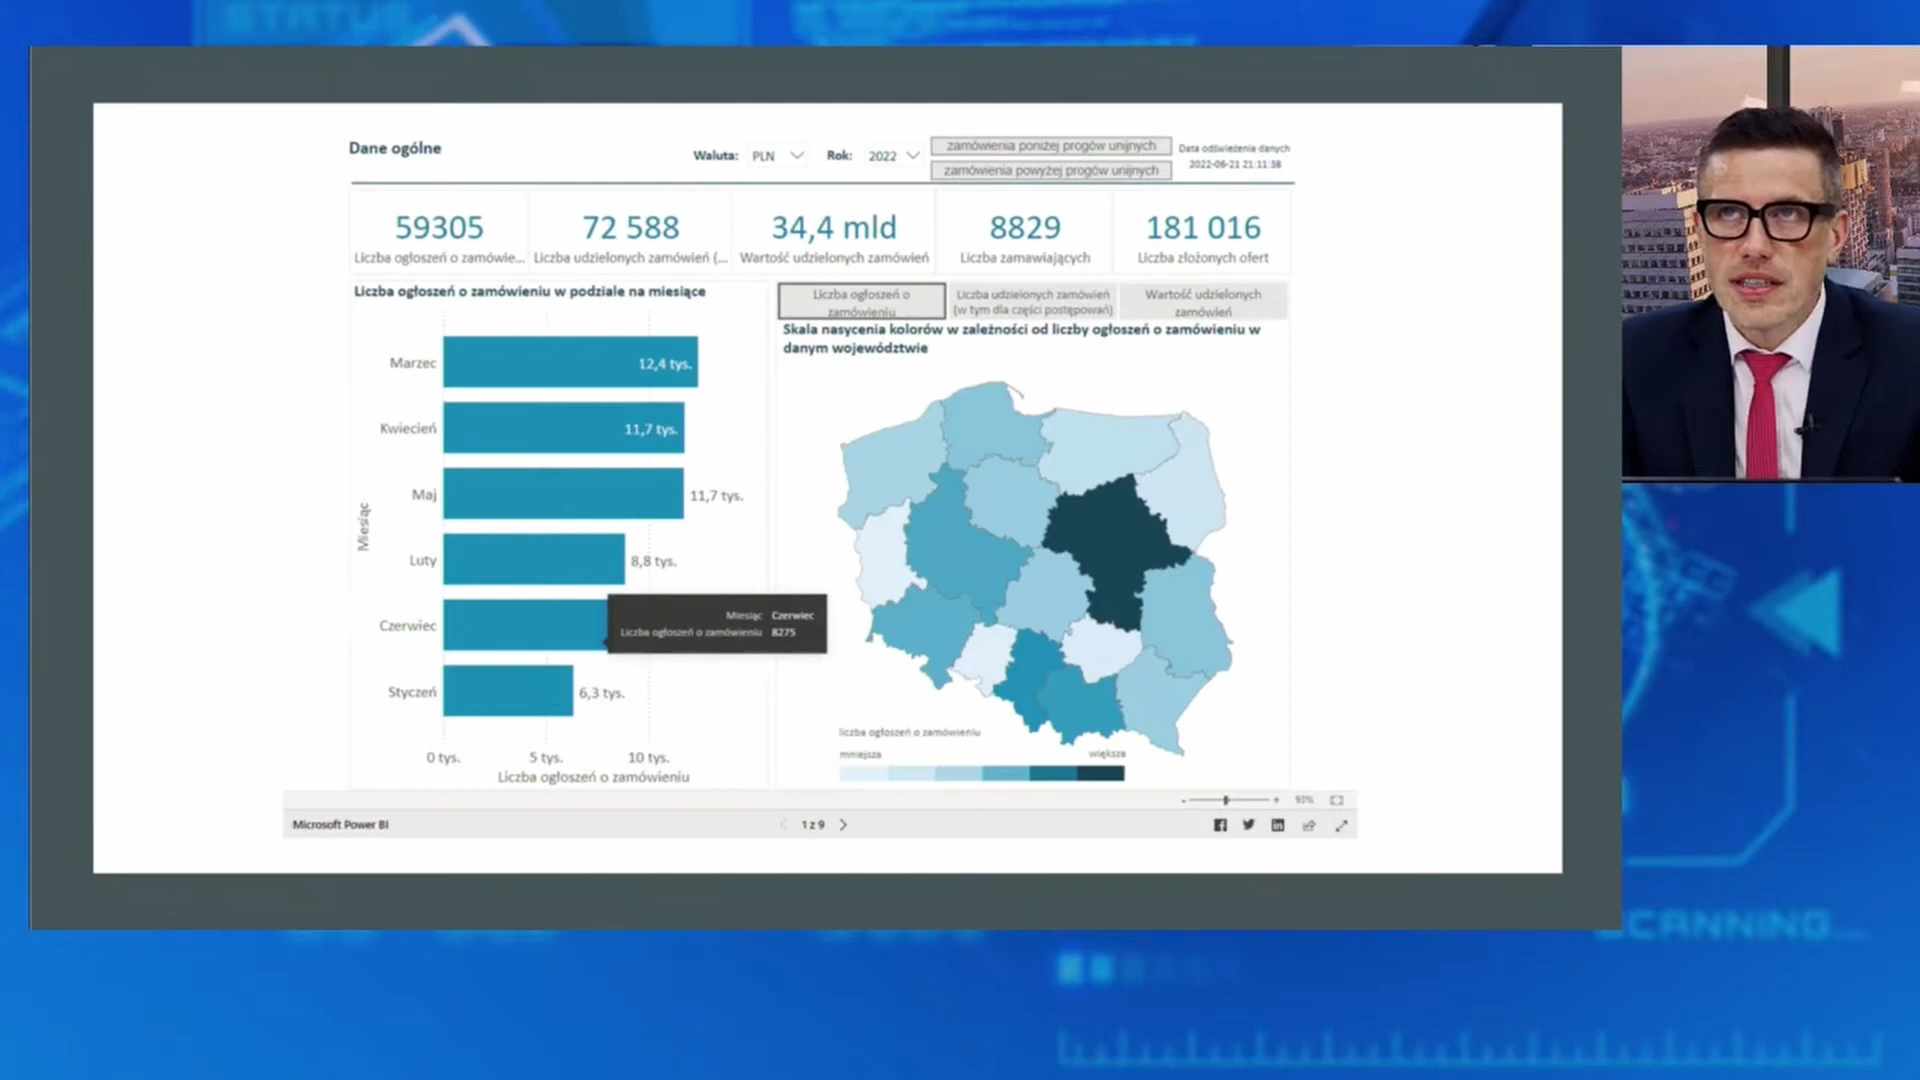 STATUS
Dane ogólne
Waluta: PLN
Rok: 2022
zamówienia poniżej progów unijnych
zamówienia powyżej progów unijnych
Data odświeżenia danych
2022-06-21 21:11:38
59305
Liczba ogłoszeń o zamówie...
72 588
Liczba udzielonych zamówień (...
34,4 mld
Wartość udzielonych zamówień
8829
Liczba zamawiających
181 016
Liczba złożonych ofert
Liczba ogłoszeń o zamówieniu w podziale na miesiące
Miesiąc
Marzec 12,4 tys.
Kwiecień 11,7 tys.
Maj 11,7 tys.
Luty 8,8 tys.
Czerwiec
Miesiąc Czerwiec
Liczba ogłoszeń o zamówieniu 8275
Styczeń 6,3 tys.
0 tys. 5 tys. 10 tys.
Liczba ogłoszeń o zamówieniu
Liczba ogłoszeń o
zamówieniu
Liczba udzielonych zamówień
(w tym dla części postępowań)
Wartość udzielonych
zamówień
Skala nasycenia kolorów w zależności od liczby ogłoszeń o zamówieniu w
danym województwie
liczba ogłoszeń o zamówieniu
mniejsza większa
- + 93%
Microsoft Power BI
1 z 9
SCANNING...